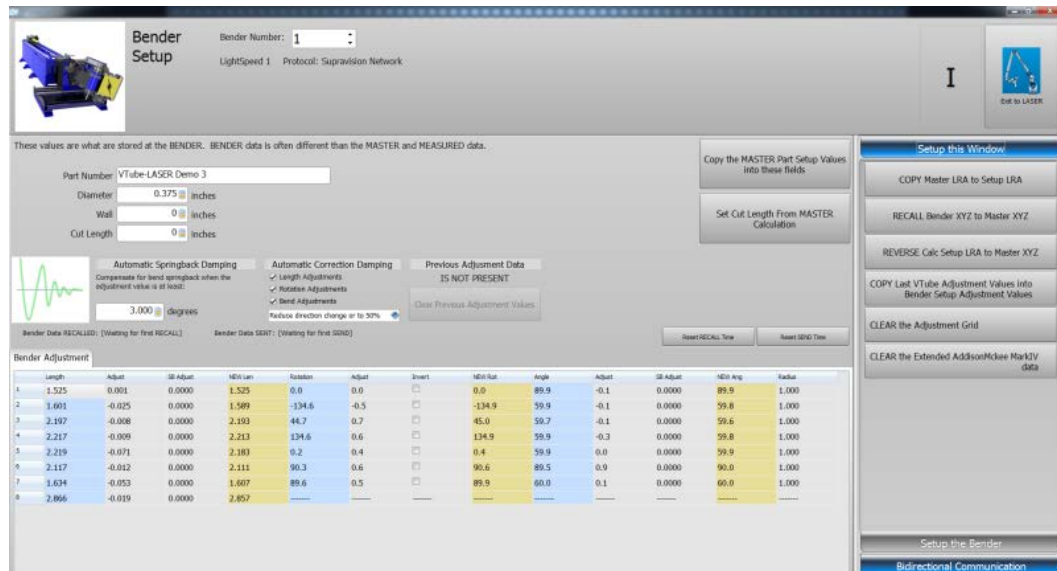 Bender Setup
Bender Number: 1
LightSpeed 1 Protocol: Supravision Network
I
Exit to LASER
These values are what are stored at the BENDER. BENDER data is often different than the MASTER and MEASURED data.
Part Number VTube-LASER Demo 3
Diameter 0.375 inches
Wall 0 inches
Cut Length 0 inches
Copy the MASTER Part Setup Values into these fields
Set Cut Length From MASTER Calculation
Automatic Springback Damping
Compensate for bend springback when the adjustment value is at least:
3.000 degrees
Automatic Correction Damping
Length Adjustments
Rotation Adjustments
Bend Adjustments
Reduce direction change or to 50%
Previous Adjusment Data
IS NOT PRESENT
Clear Previous Adjustment Values
Bender Data RECALLED: [Waiting for first RECALL] Bender Data SENT: [Waiting for first SEND]
Reset RECALL Time Reset SEND Time
Bender Adjustment
Length Adjust SB Adjust NEW Len Rotation Adjust Invert NEW Rot Angle Adjust SB Adjust NEW Ang Radius
1 1.525 0.001 0.0000 1.525 0.0 0.0 0.0 89.9 -0.1 0.0000 89.9 1.000
2 1.601 -0.025 0.0000 1.589 -134.6 -0.5 -134.9 59.9 -0.1 0.0000 59.8 1.000
3 2.197 -0.008 0.0000 2.193 44.7 0.7 45.0 59.7 -0.1 0.0000 59.6 1.000
4 2.217 -0.009 0.0000 2.213 134.6 0.6 134.9 59.9 -0.3 0.0000 59.8 1.000
5 2.219 -0.071 0.0000 2.183 0.2 0.4 0.4 59.9 0.0 0.0000 59.9 1.000
6 2.117 -0.012 0.0000 2.111 90.3 0.6 90.6 89.5 0.9 0.0000 90.0 1.000
7 1.634 -0.053 0.0000 1.607 89.6 0.5 89.9 60.0 0.1 0.0000 60.0 1.000
8 2.866 -0.019 0.0000 2.857 ------- ------- ------- ------- ------- ------- ------- ------- -------
Setup this Window
COPY Master LRA to Setup LRA
RECALL Bender XYZ to Master XYZ
REVERSE Calc Setup LRA to Master XYZ
COPY Last VTube Adjustment Values into Bender Setup Adjustment Values
CLEAR the Adjustment Grid
CLEAR the Extended AddisonMckee MarkIV data
Setup the Bender
Bidirectional Communication